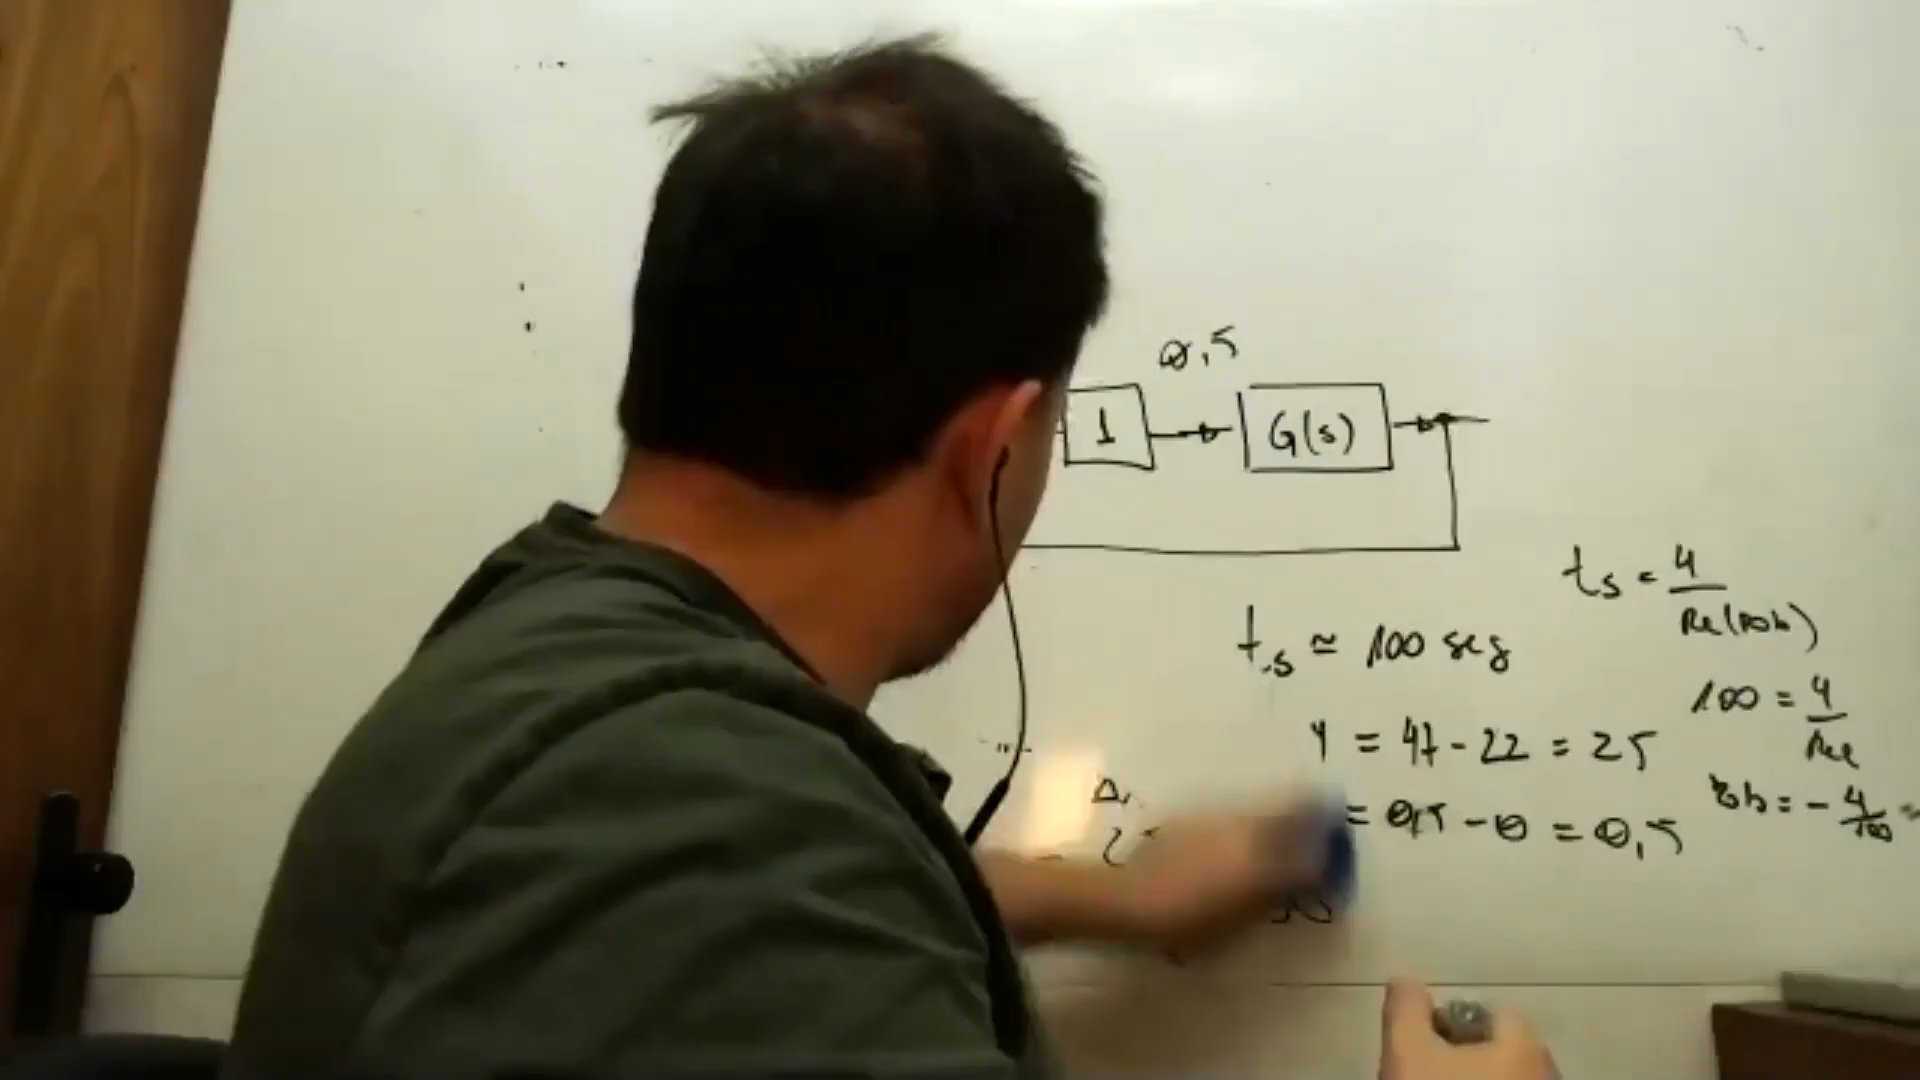 0,5
1
G(s)
ts = 4
Re(
ts ≃ 100 seg
100 = 4
Re
Y = 47 - 22 = 25
= 0,5 - 0 = 0,5
= - 4/100 =